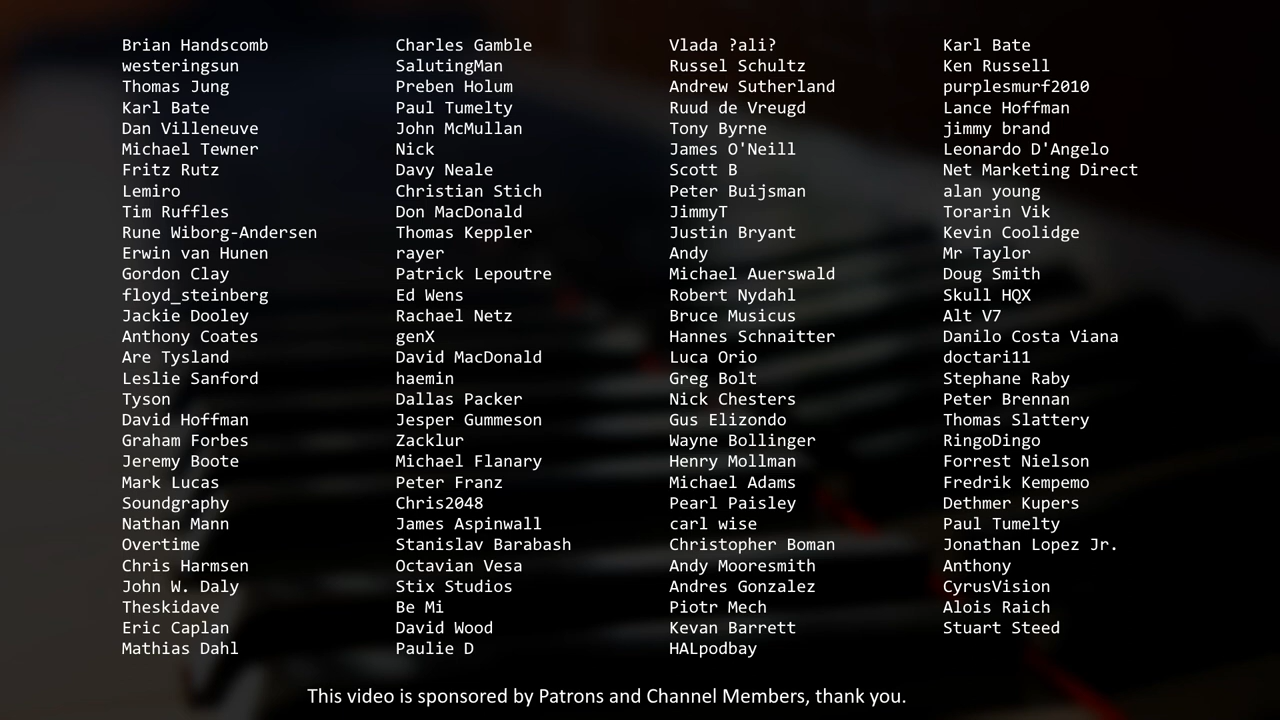 Brian Handscomb
westeringsun
Thomas Jung
Karl Bate
Dan Villeneuve
Michael Tewner
Fritz Rutz
Lemiro
Tim Ruffles
Rune Wiborg-Andersen
Erwin van Hunen
Gordon Clay
floyd_steinberg
Jackie Dooley
Anthony Coates
Are Tysland
Leslie Sanford
Tyson
David Hoffman
Graham Forbes
Jeremy Boote
Mark Lucas
Soundgraphy
Nathan Mann
Overtime
Chris Harmsen
John W. Daly
Theskidave
Eric Caplan
Mathias Dahl
Charles Gamble
SalutingMan
Preben Holum
Paul Tumelty
John McMullan
Nick
Davy Neale
Christian Stich
Don MacDonald
Thomas Keppler
rayer
Patrick Lepoutre
Ed Wens
Rachael Netz
genX
David MacDonald
haemin
Dallas Packer
Jesper Gummeson
Zacklur
Michael Flanary
Peter Franz
Chris2048
James Aspinwall
Stanislav Barabash
Octavian Vesa
Stix Studios
Be Mi
David Wood
Paulie D
Vlada ?ali?
Russel Schultz
Andrew Sutherland
Ruud de Vreugd
Tony Byrne
James O'Neill
Scott B
Peter Buijsman
JimmyT
Justin Bryant
Andy
Michael Auerswald
Robert Nydahl
Bruce Musicus
Hannes Schnaitter
Luca Orio
Greg Bolt
Nick Chesters
Gus Elizondo
Wayne Bollinger
Henry Mollman
Michael Adams
Pearl Paisley
carl wise
Christopher Boman
Andy Mooresmith
Andres Gonzalez
Piotr Mech
Kevan Barrett
HALpodbay
Karl Bate
Ken Russell
purplesmurf2010
Lance Hoffman
jimmy brand
Leonardo D'Angelo
Net Marketing Direct
alan young
Torarin Vik
Kevin Coolidge
Mr Taylor
Doug Smith
Skull HQX
Alt V7
Danilo Costa Viana
doctari11
Stephane Raby
Peter Brennan
Thomas Slattery
RingoDingo
Forrest Nielson
Fredrik Kempemo
Dethmer Kupers
Paul Tumelty
Jonathan Lopez Jr.
Anthony
CyrusVision
Alois Raich
Stuart Steed
This video is sponsored by Patrons and Channel Members, thank you.